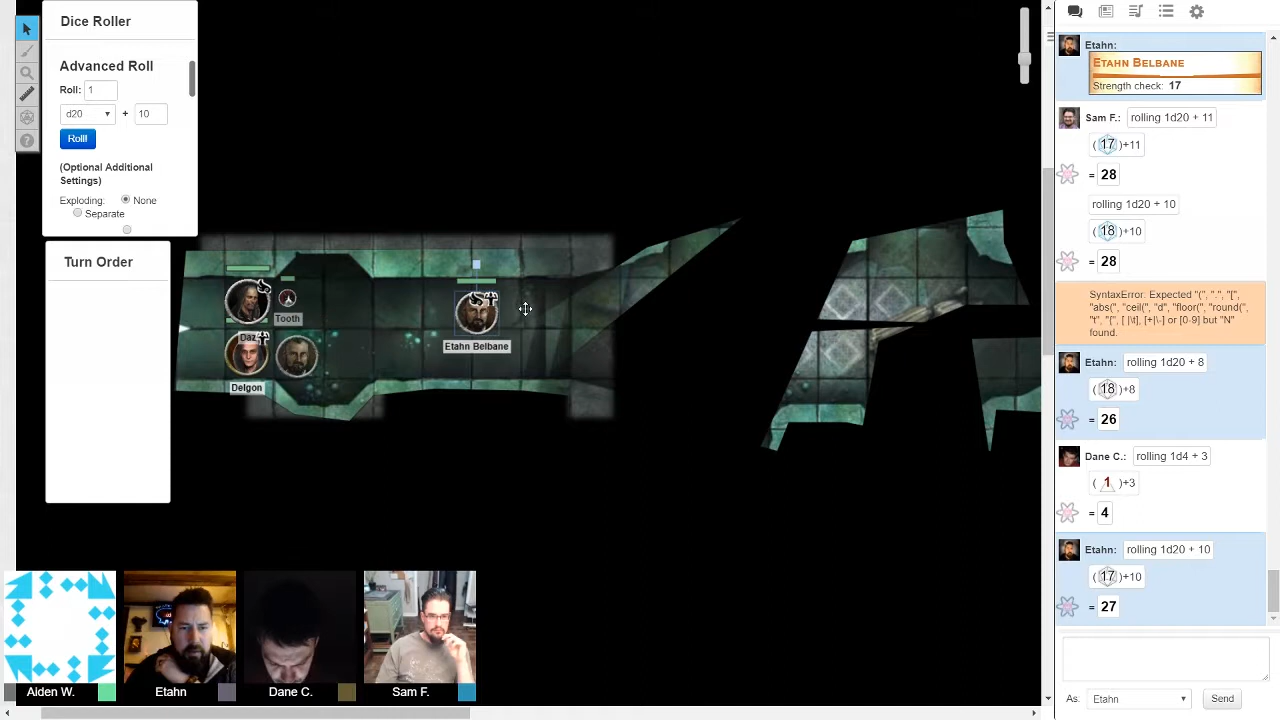 Dice Roller
Advanced Roll
Roll: 1
d20 + 10
Roll!
(Optional Additional
Settings)
Exploding: None
Separate
Turn Order
Tooth
Daz
Delgon
Etahn Belbane
Aiden W.
Etahn
Dane C.
Sam F.
Etahn:
Etahn Belbane
Strength check: 17
Sam F.: rolling 1d20 + 11
(17)+11
= 28
rolling 1d20 + 10
(18)+10
= 28
SyntaxError: Expected "(", ".", "[",
"abs(", "ceil(", "d", "floor(", "round(",
"t", "{", [ |\t], [+|\-] or [0-9] but "N"
found.
Etahn: rolling 1d20 + 8
(18)+8
= 26
Dane C.: rolling 1d4 + 3
(1)+3
= 4
Etahn: rolling 1d20 + 10
(17)+10
= 27
As: Etahn
Send